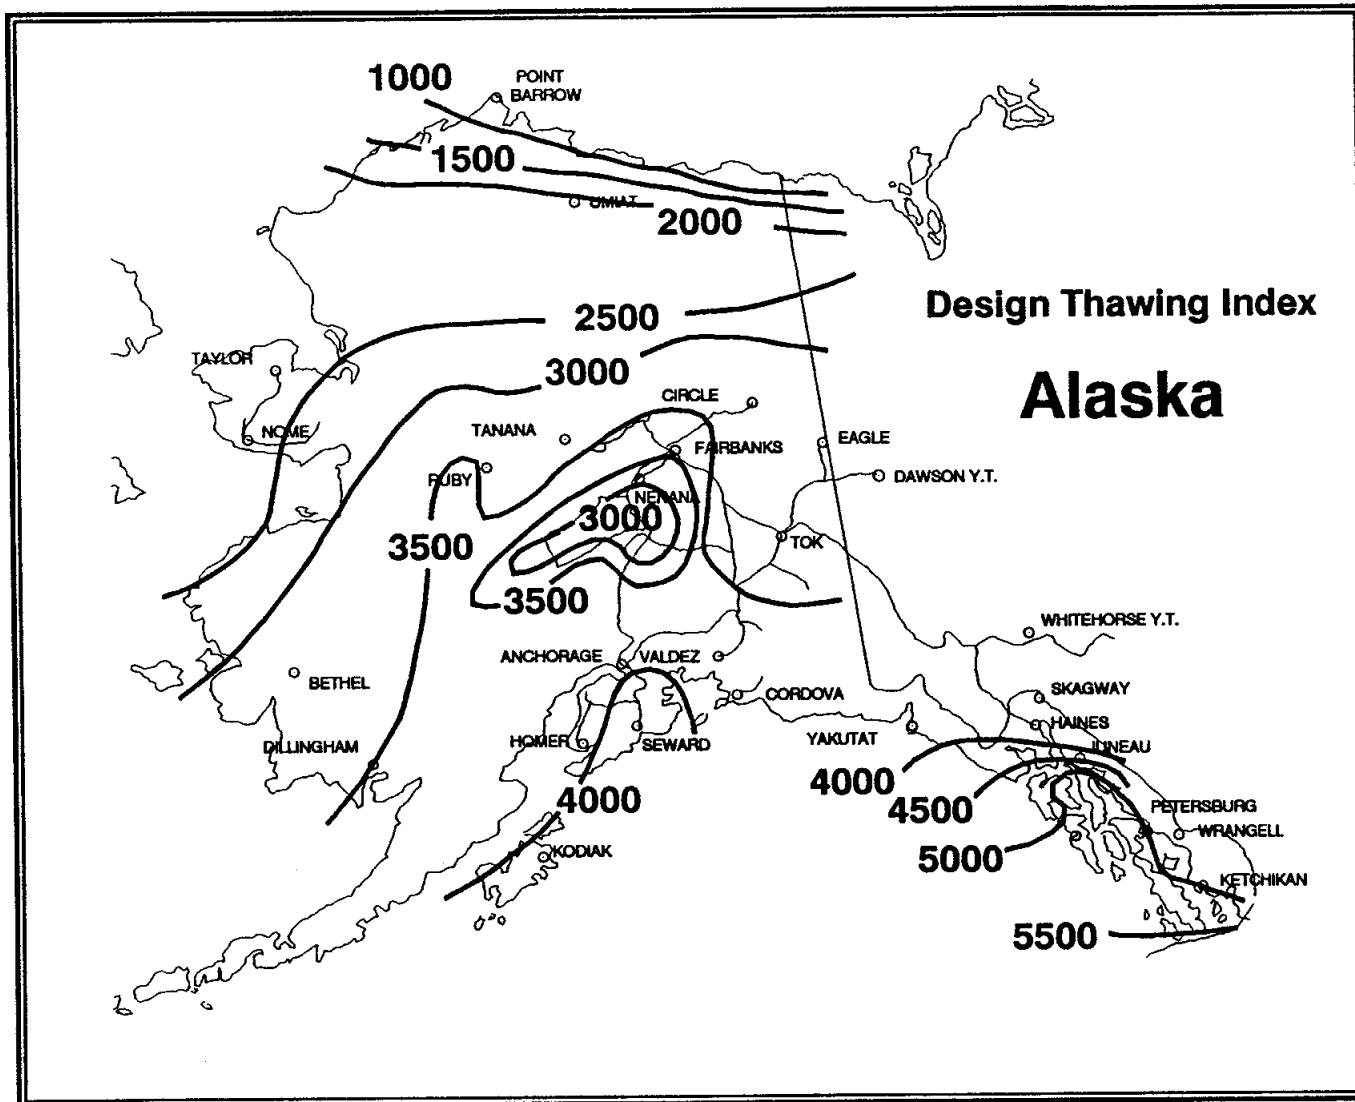 1000
POINT
BARROW
1500
UMIAT
2000
Design Thawing Index
Alaska
2500
TAYLOR
3000
CIRCLE
NOME
TANANA
FAIRBANKS
EAGLE
RUBY
DAWSON Y.T.
NENANA
3000
3500
TOK
3500
WHITEHORSE Y.T.
ANCHORAGE
VALDEZ
BETHEL
SKAGWAY
CORDOVA
HAINES
DILLINGHAM
HOMER
SEWARD
YAKUTAT
JUNEAU
4000
4000
4500
PETERSBURG
WRANGELL
KODIAK
5000
KETCHIKAN
5500